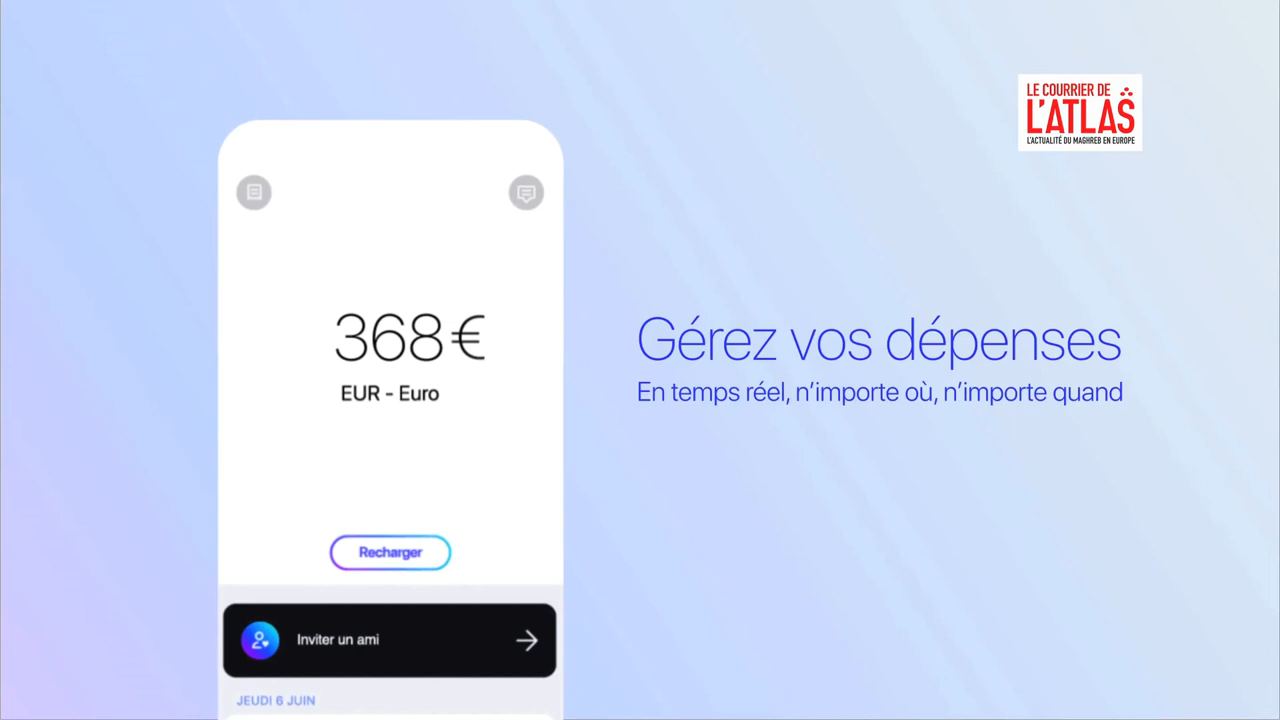 LE COURRIER DE
L'ATLAS
L'ACTUALITÉ DU MAGHREB EN EUROPE
368€
EUR - Euro
Gérez vos dépenses
En temps réel, n’importe où, n’importe quand
Recharger
Inviter un ami
JEUDI 6 JUIN